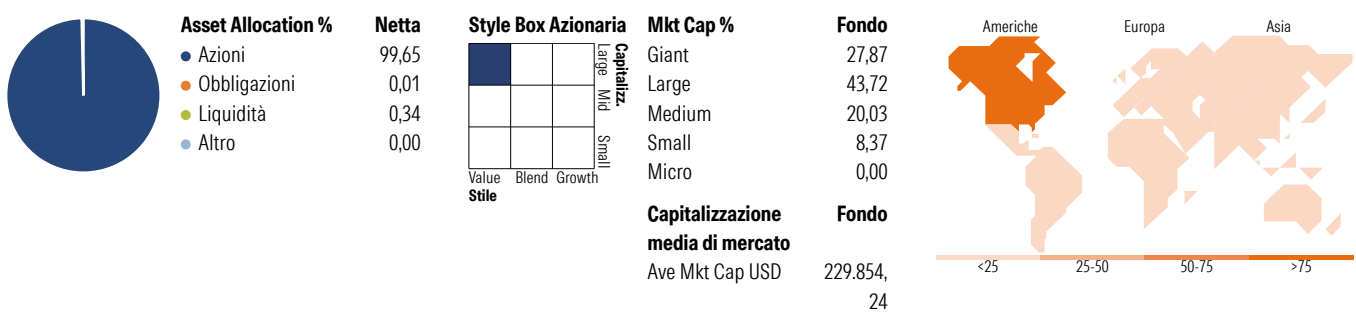 Asset Allocation % Netta
Azioni 99,65
Obbligazioni 0,01
Liquidità 0,34
Altro 0,00
Style Box Azionaria
Capitalizz.
Large
Mid
Small
Value Blend Growth
Stile
Mkt Cap % Fondo
Giant 27,87
Large 43,72
Medium 20,03
Small 8,37
Micro 0,00
Capitalizzazione Fondo
media di mercato
Ave Mkt Cap USD 229.854,
24
Americhe Europa Asia
<25 25-50 50-75 >75